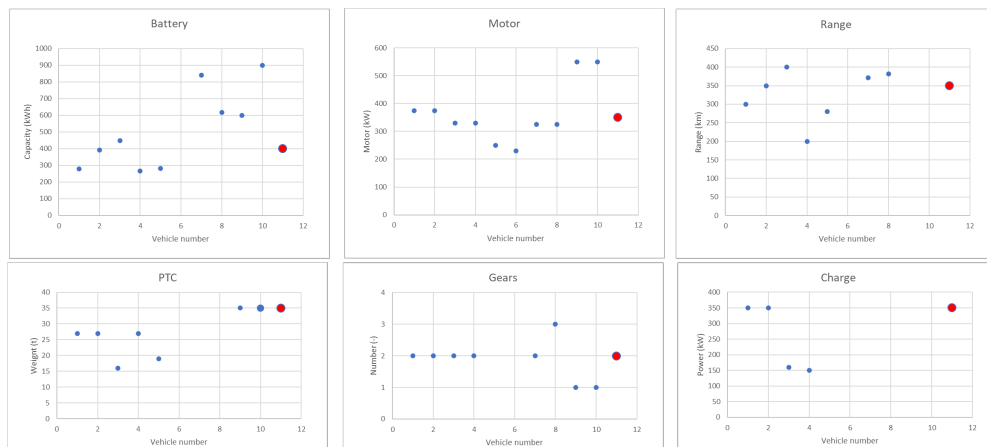 Battery
Capacity (kWh)
1000
900
800
700
600
500
400
300
200
100
0
0 2 4 6 8 10 12
Vehicle number
Motor
Motor (kW)
600
500
400
300
200
100
0
0 2 4 6 8 10 12
Vehicle number
Range
Range (km)
450
400
350
300
250
200
150
100
50
0
0 2 4 6 8 10 12
Vehicle number
PTC
Weignt (t)
40
35
30
25
20
15
10
5
0
0 2 4 6 8 10 12
Vehicle number
Gears
Number (-)
4
3
2
1
0
0 2 4 6 8 10 12
Vehicle number
Charge
Power (kW)
400
350
300
250
200
150
100
50
0
0 2 4 6 8 10 12
Vehicle number